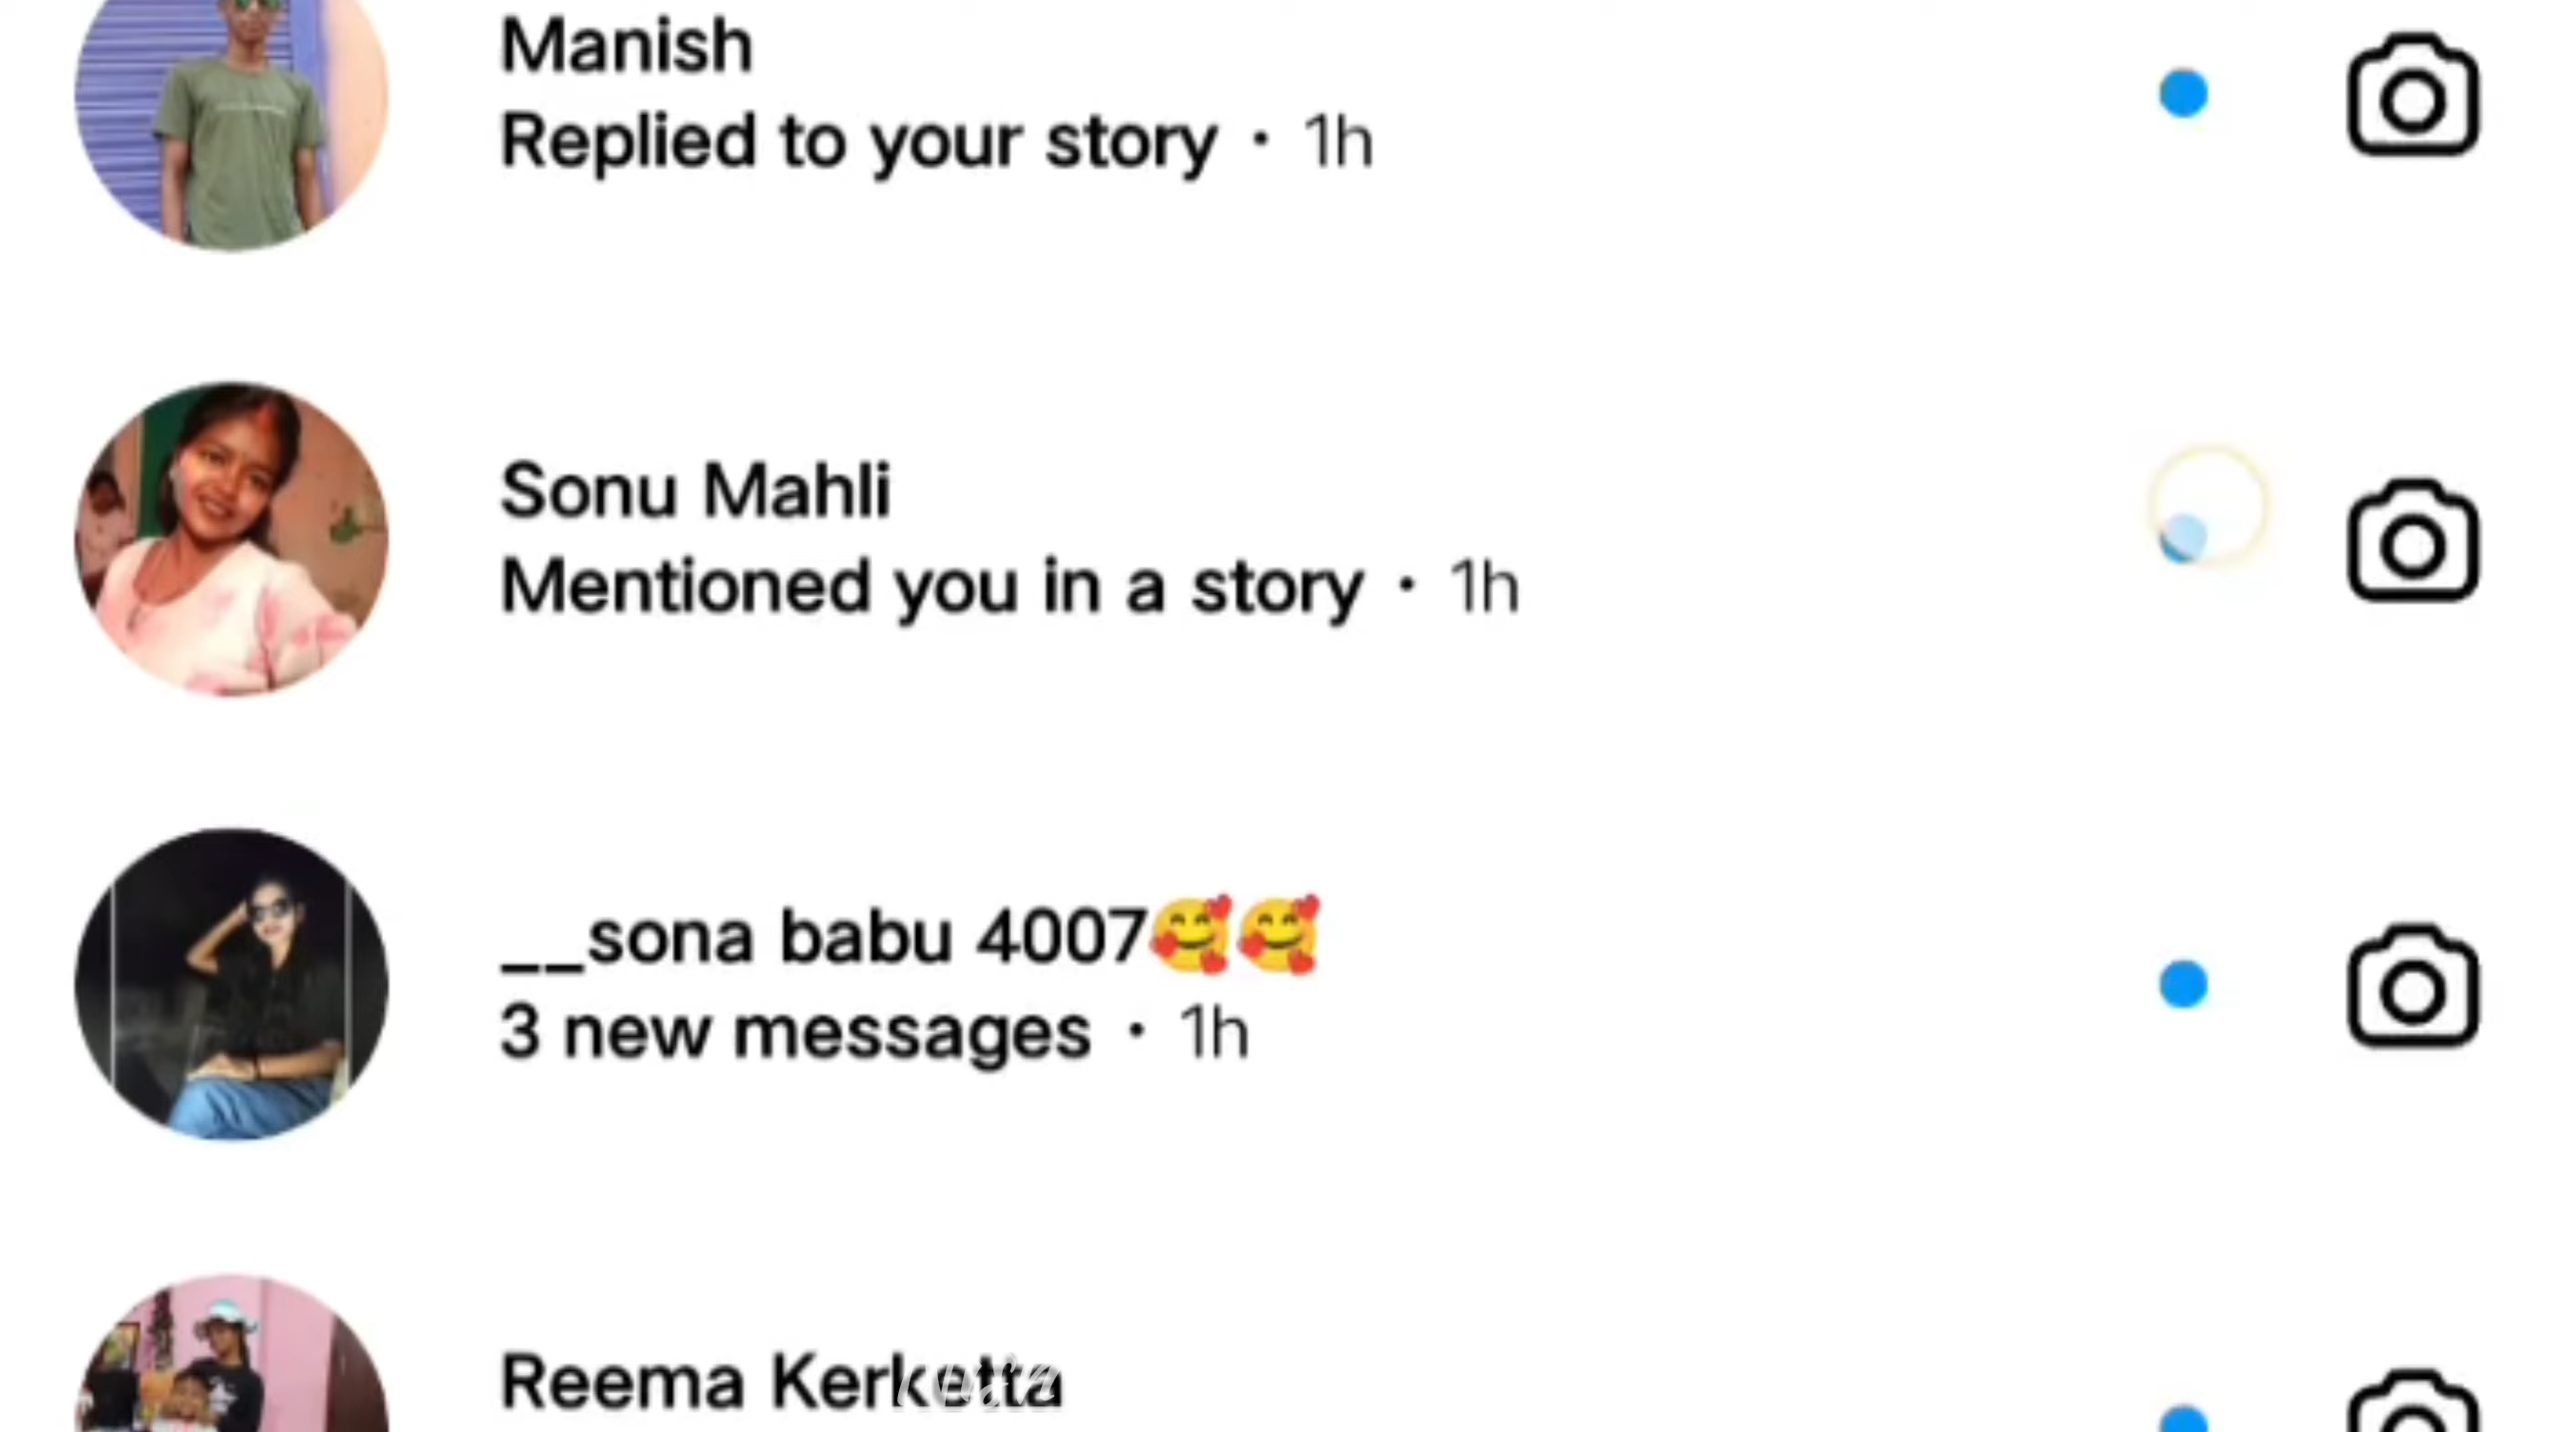 Manish
Replied to your story · 1h
Sonu Mahli
Mentioned you in a story · 1h
__sona babu 4007🥰🥰
3 new messages · 1h
Reema Kerketta